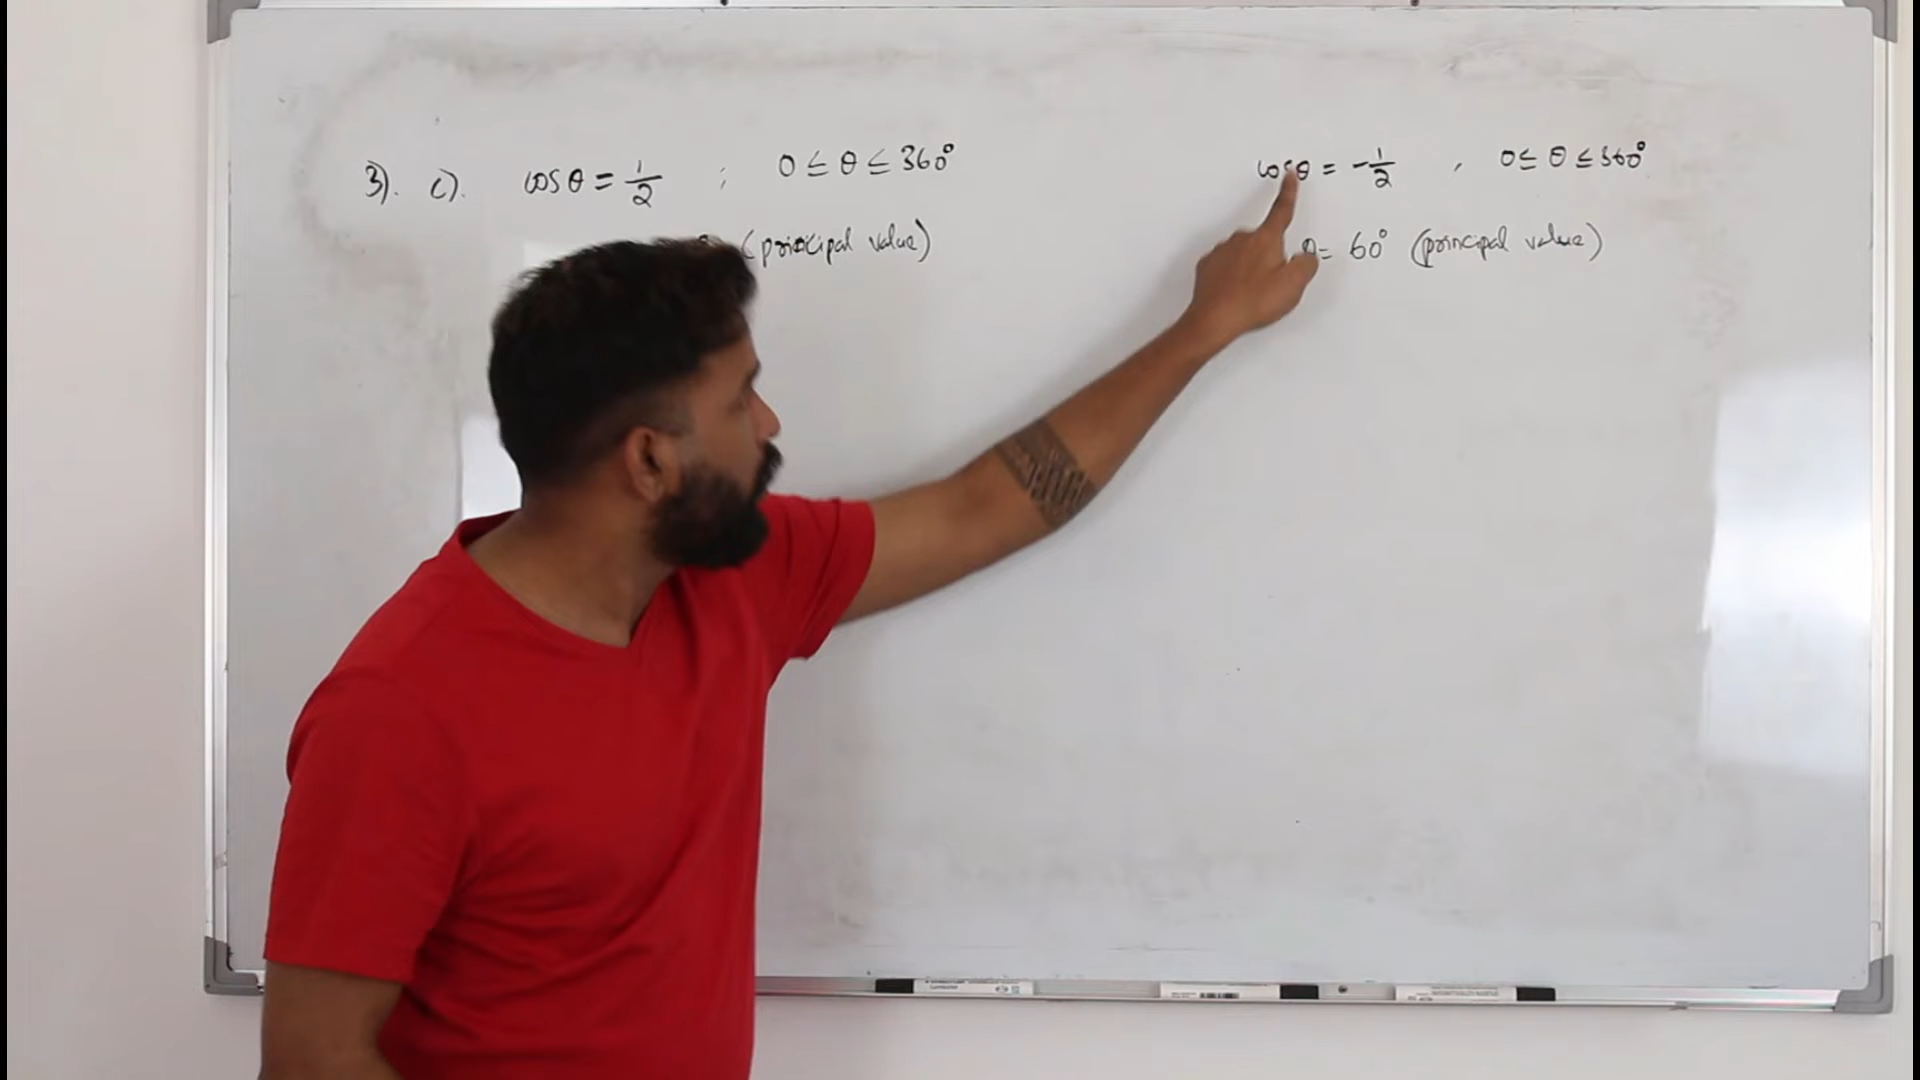 3). c). cosθ = 1/2 ; 0 ≤ θ ≤ 360°
(principal value)
cosθ = -1/2 , 0 ≤ θ ≤ 360°
θ = 60° (principal value)